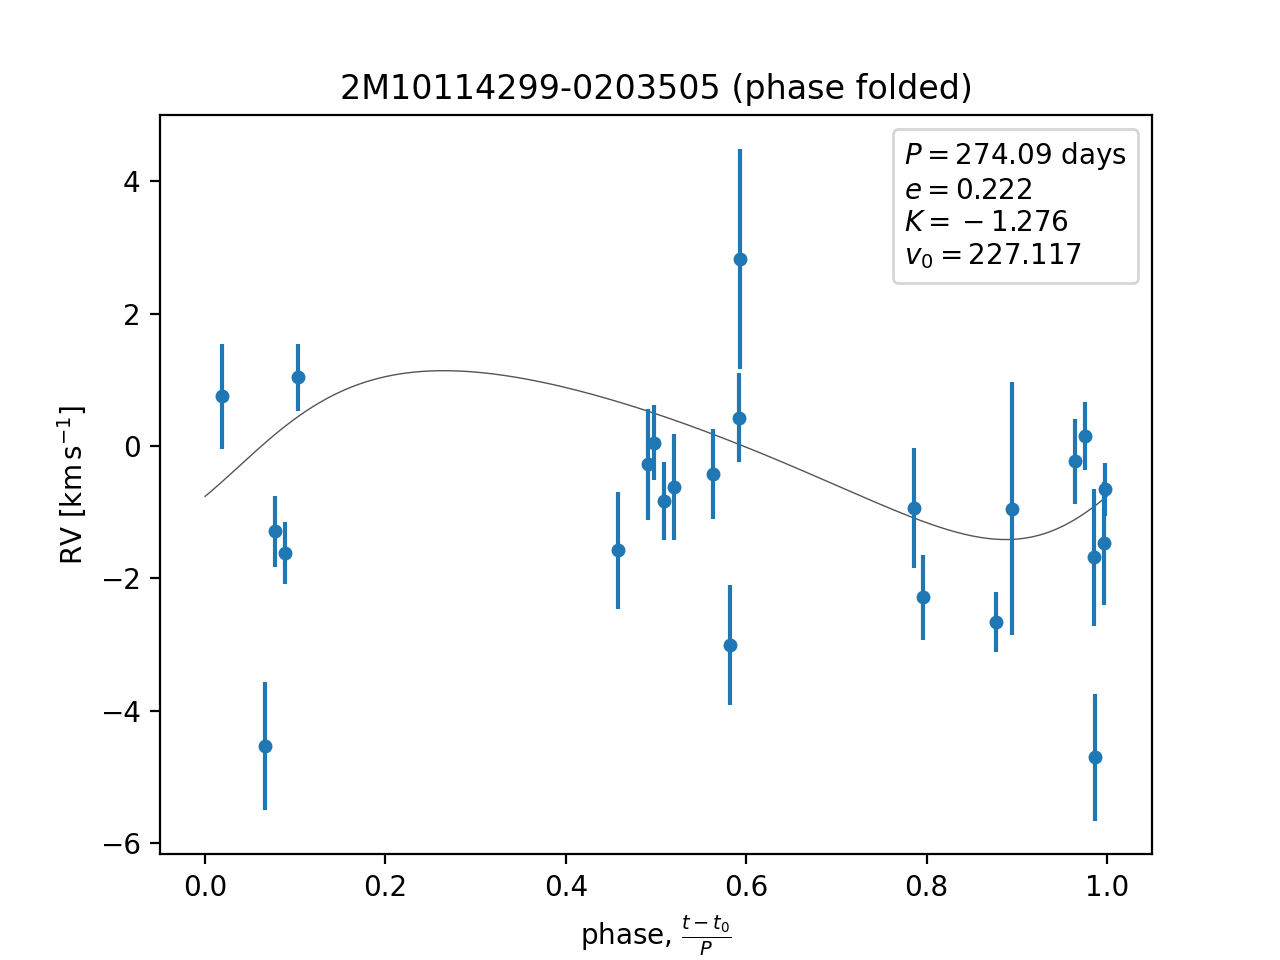 2M10114299-0203505 (phase folded)
P = 274.09 days
e = 0.222
K = −1.276
v₀ = 227.117
RV [km s⁻¹]
4
2
0
−2
−4
−6
0.0 0.2 0.4 0.6 0.8 1.0
phase, (t − t₀)/P